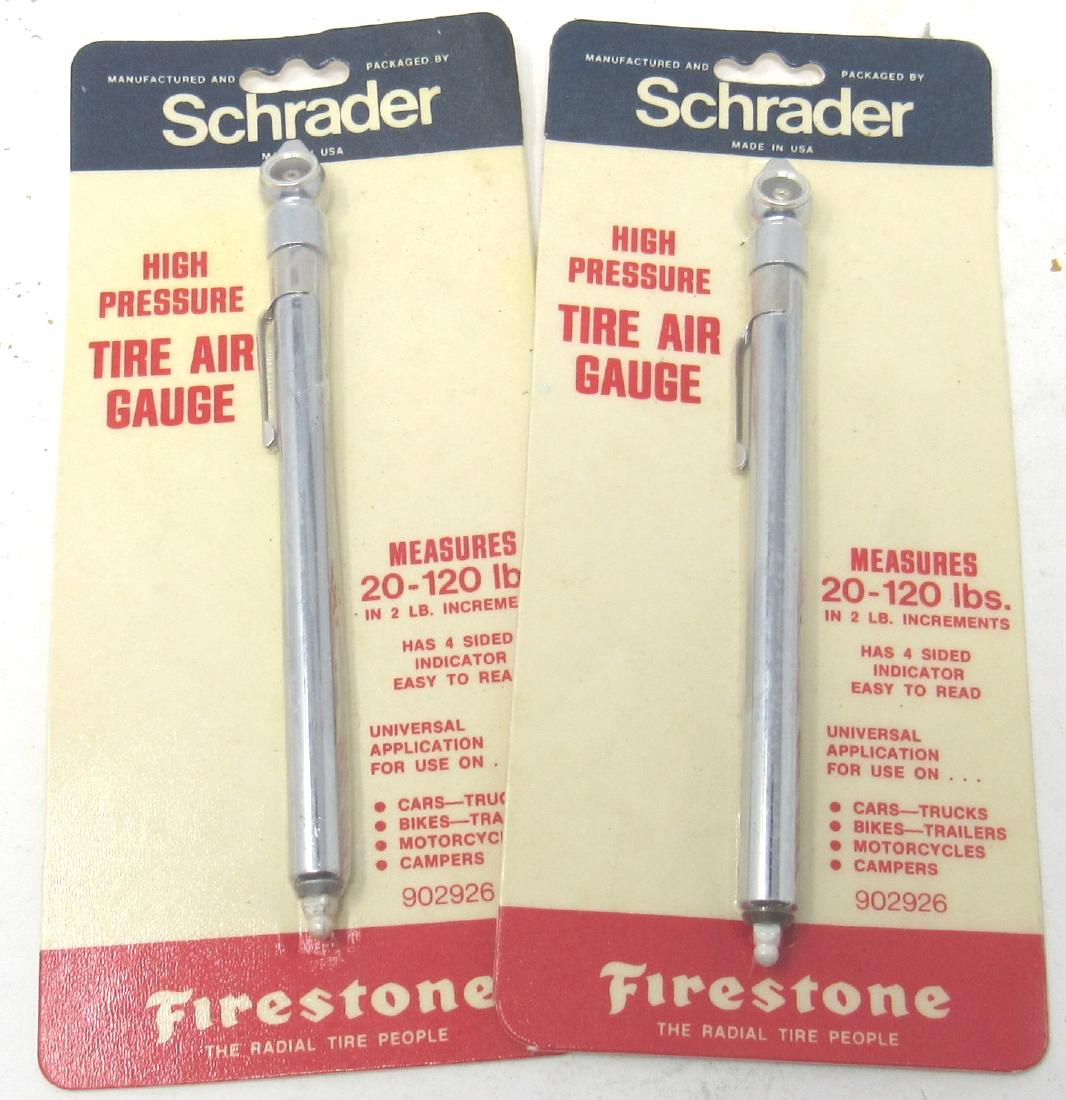 MANUFACTURED AND PACKAGED BY
Schrader
USA
HIGH
PRESSURE
TIRE AIR
GAUGE
MEASURES
20-120 lb
IN 2 LB. INCREME
HAS 4 SIDED
INDICATOR
EASY TO REA
UNIVERSAL
APPLICATION
FOR USE ON .
● CARS—TRUC
● BIKES—TRA
● MOTORCYCL
● CAMPERS
902926
Firestone
THE RADIAL TIRE PEOPLE
MANUFACTURED AND PACKAGED BY
Schrader
MADE IN USA
HIGH
PRESSURE
TIRE AIR
GAUGE
MEASURES
20-120 lbs.
IN 2 LB. INCREMENTS
HAS 4 SIDED
INDICATOR
EASY TO READ
UNIVERSAL
APPLICATION
FOR USE ON . . .
● CARS—TRUCKS
● BIKES—TRAILERS
● MOTORCYCLES
● CAMPERS
902926
Firestone
THE RADIAL TIRE PEOPLE